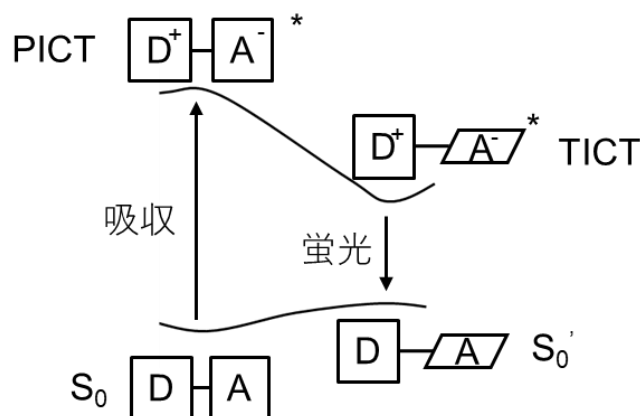 PICT D⁺ A⁻ *
D⁺ A⁻ * TICT
吸収
蛍光
D A S₀'
S₀ D A